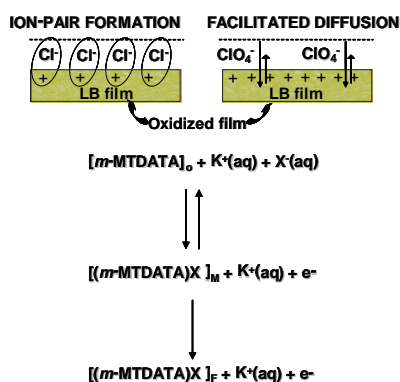 ION-PAIR FORMATION FACILITATED DIFFUSION
Cl- Cl- Cl- Cl- ClO4- ClO4-
+ + + + + + + + + + + +
LB film LB film
Oxidized film
[m-MTDATA]o + K+(aq) + X-(aq)
[(m-MTDATA)X ]M + K+(aq) + e-
[(m-MTDATA)X ]F + K+(aq) + e-